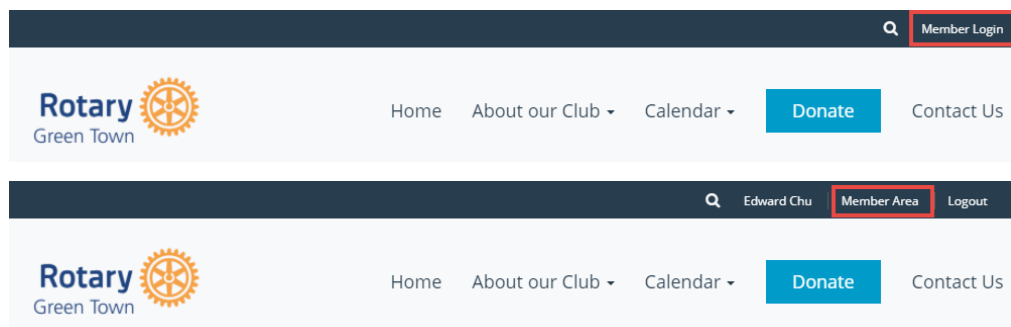 Member Login
Rotary
Green Town
Home About our Club Calendar Donate Contact Us
Edward Chu Member Area Logout
Rotary
Green Town
Home About our Club Calendar Donate Contact Us